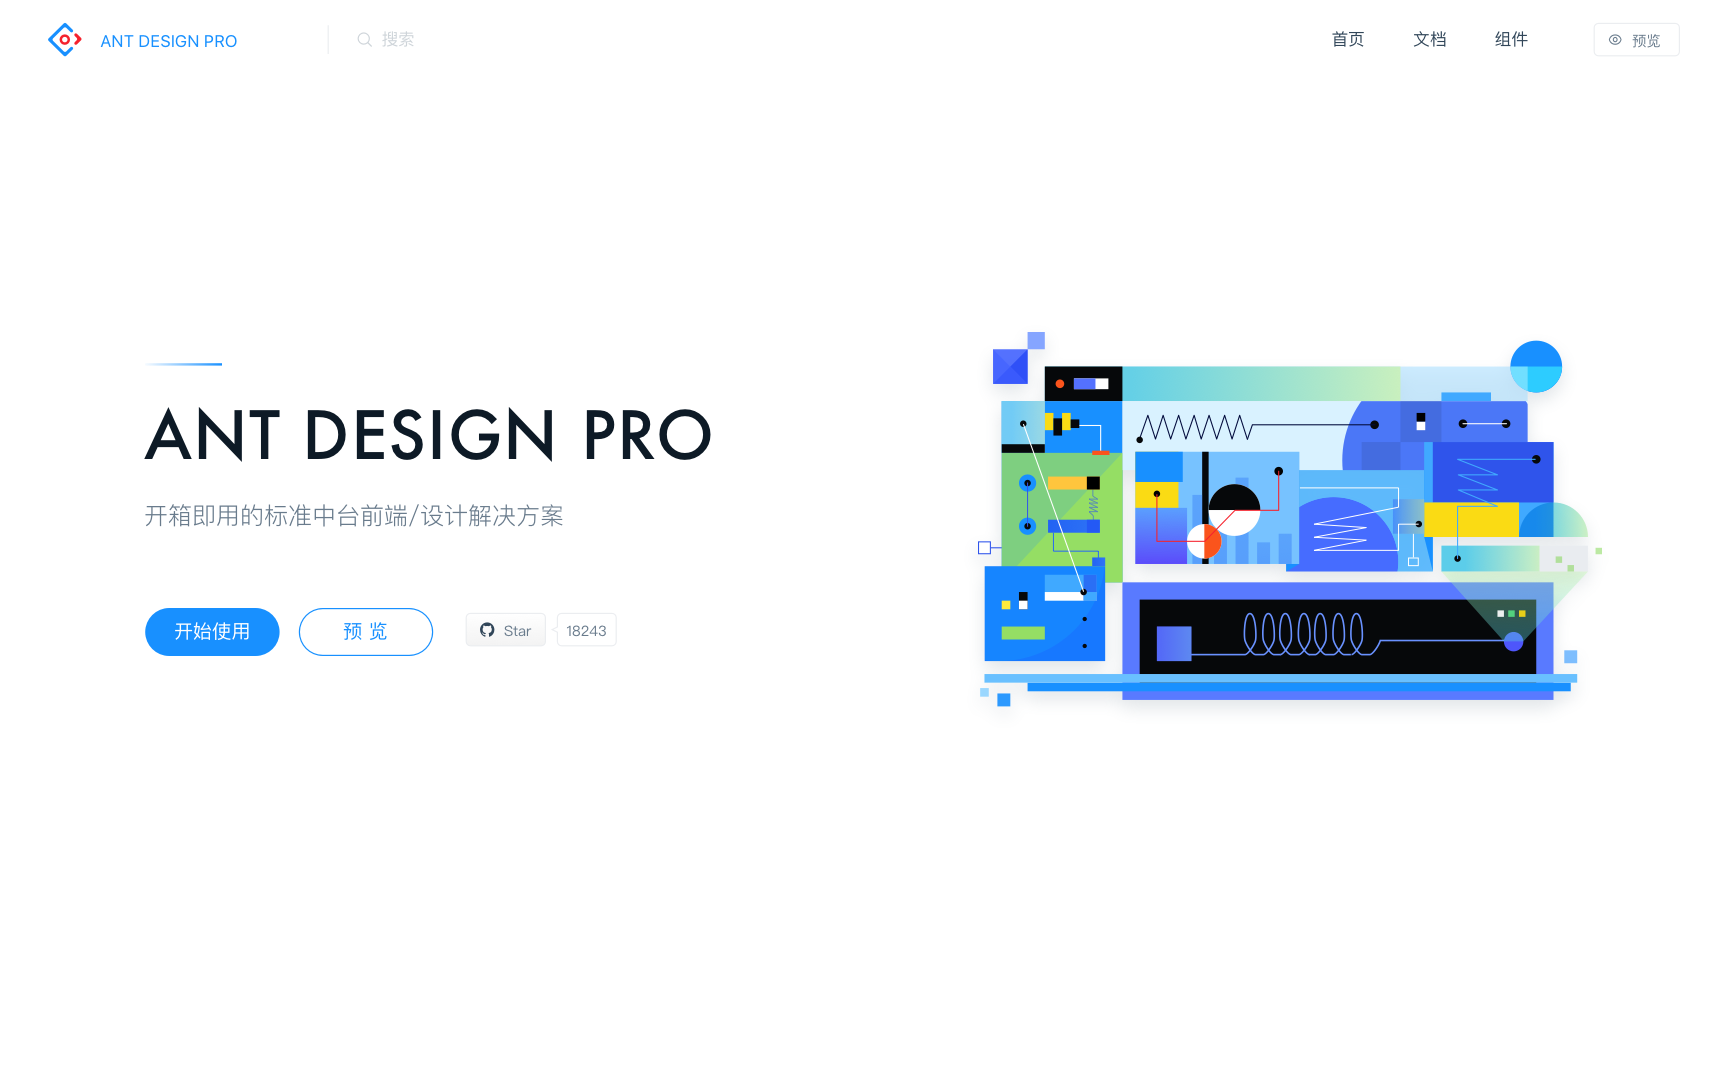 ANT DESIGN PRO
搜索
首页
文档
组件
预览
ANT DESIGN PRO
开箱即用的标准中台前端/设计解决方案
开始使用
预 览
Star
18243